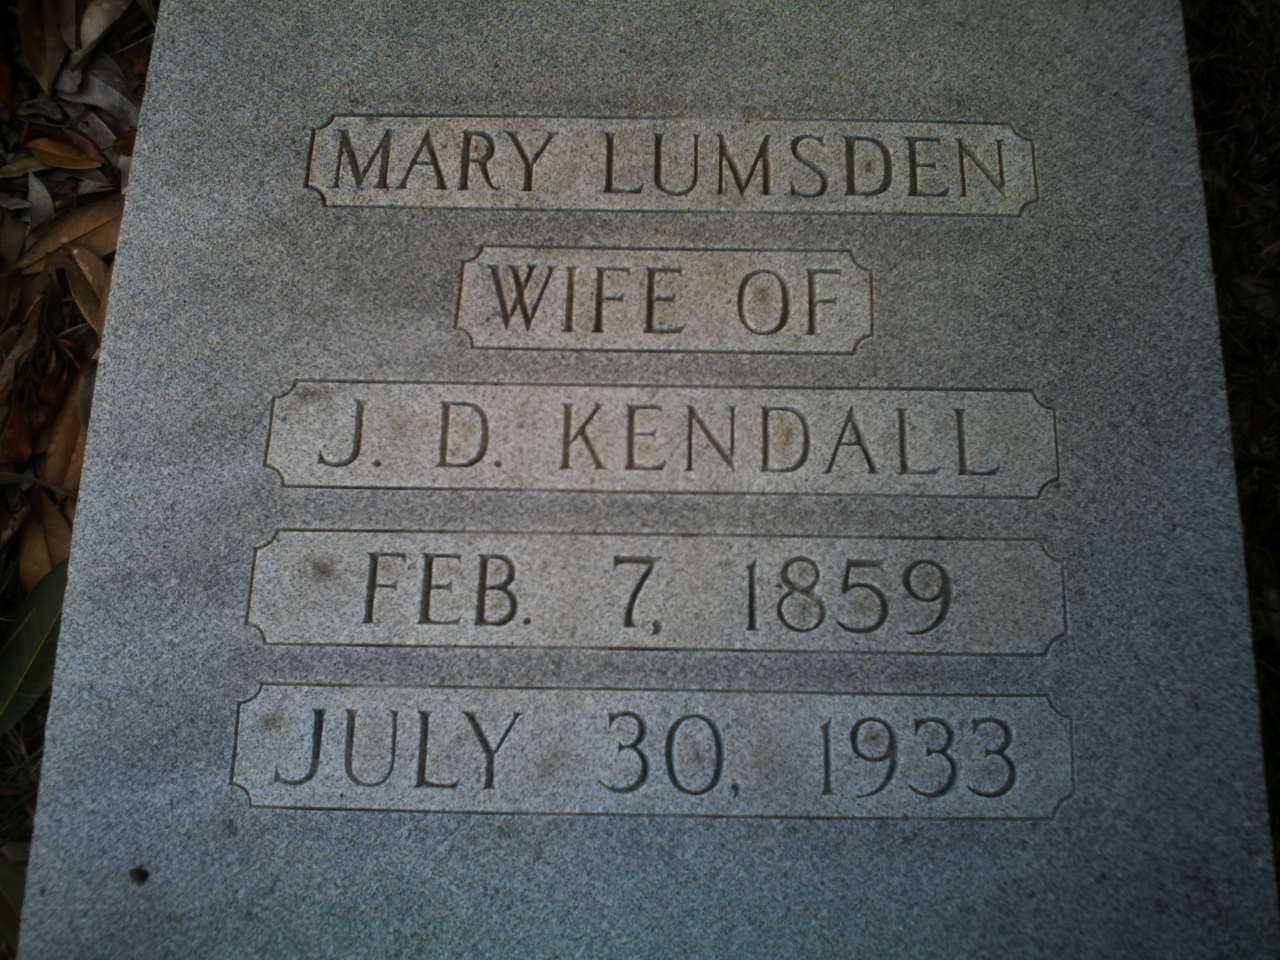 MARY LUMSDEN
WIFE OF
J. D. KENDALL
FEB. 7, 1859
JULY 30, 1933